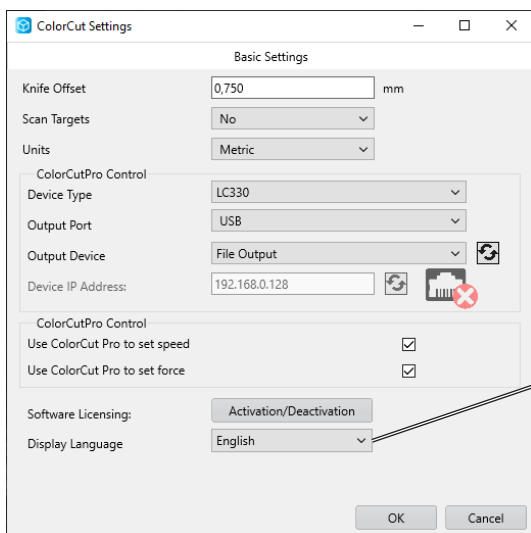 ColorCut Settings
Basic Settings
Knife Offset 0,750 mm
Scan Targets No
Units Metric
ColorCutPro Control
Device Type LC330
Output Port USB
Output Device File Output
Device IP Address: 192.168.0.128
ColorCutPro Control
Use ColorCut Pro to set speed
Use ColorCut Pro to set force
Software Licensing: Activation/Deactivation
Display Language English
OK Cancel